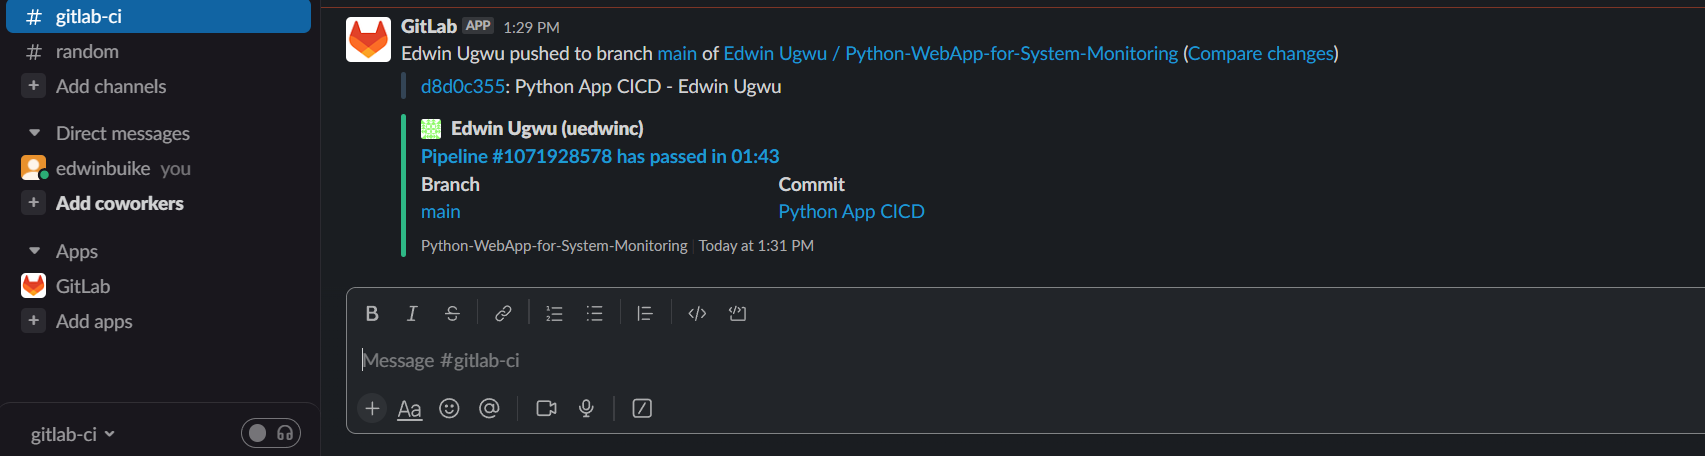 # gitlab-ci
# random
+ Add channels
Direct messages
edwinbuike you
+ Add coworkers
Apps
GitLab
+ Add apps
gitlab-ci
GitLab APP 1:29 PM
Edwin Ugwu pushed to branch main of Edwin Ugwu / Python-WebApp-for-System-Monitoring (Compare changes)
d8d0c355: Python App CICD - Edwin Ugwu
Edwin Ugwu (uedwinc)
Pipeline #1071928578 has passed in 01:43
Branch Commit
main Python App CICD
Python-WebApp-for-System-Monitoring | Today at 1:31 PM
B I S
Message #gitlab-ci
+ Aa @